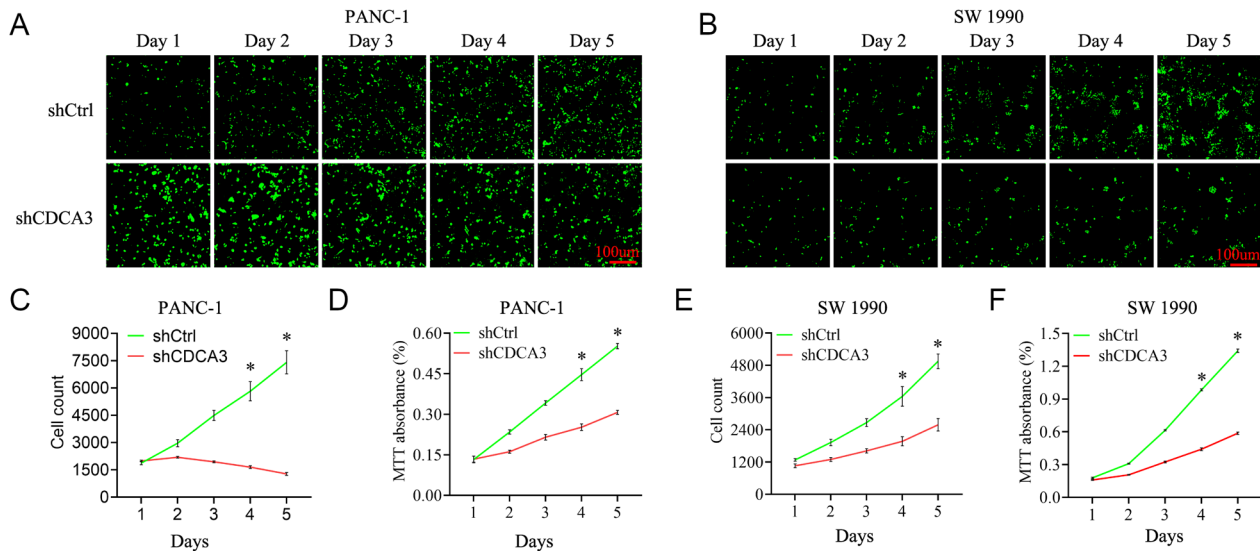 A
PANC-1
Day 1 Day 2 Day 3 Day 4 Day 5
shCtrl
shCDCA3
100um
B
SW 1990
Day 1 Day 2 Day 3 Day 4 Day 5
100um
C
PANC-1
shCtrl
shCDCA3
* *
Cell count
9000
7500
6000
4500
3000
1500
0
1 2 3 4 5
Days
D
PANC-1
shCtrl
shCDCA3
* *
MTT absorbance (%)
0.60
0.45
0.30
0.15
0.00
1 2 3 4 5
Days
E
SW 1990
shCtrl
shCDCA3
* *
Cell count
6000
4800
3600
2400
1200
0
1 2 3 4 5
Days
F
SW 1990
shCtrl
shCDCA3
* *
MTT absorbance (%)
1.5
1.2
0.9
0.6
0.3
0.0
1 2 3 4 5
Days